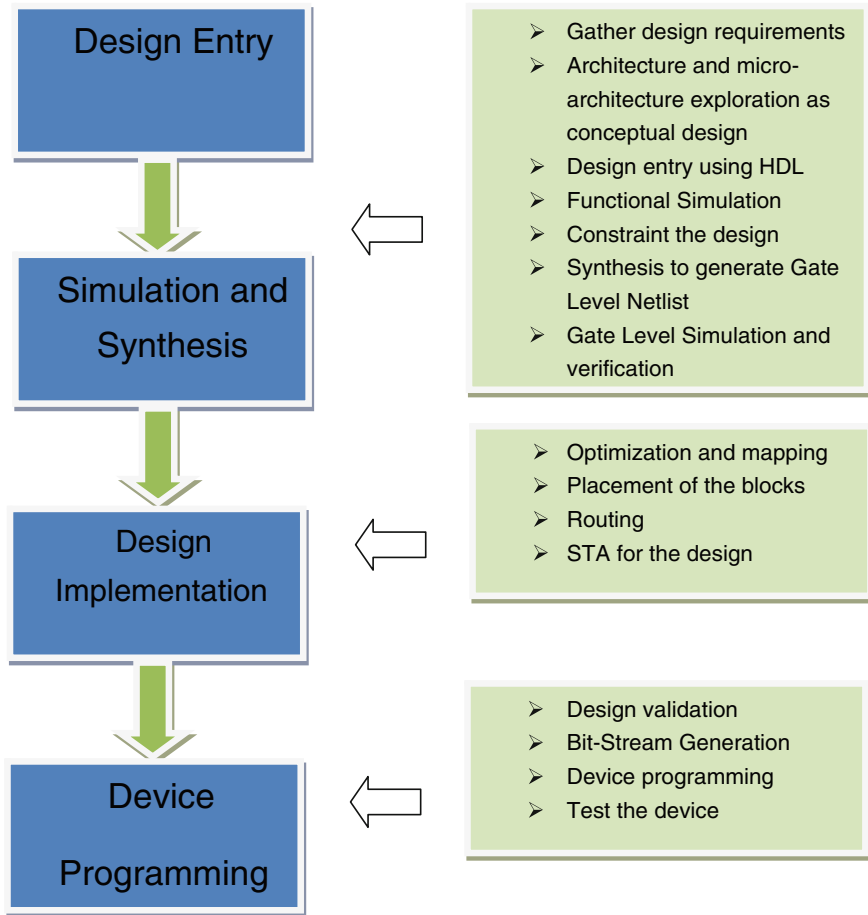 Design Entry
Simulation and
Synthesis
Design
Implementation
Device
Programming
➢ Gather design requirements
➢ Architecture and micro-
architecture exploration as
conceptual design
➢ Design entry using HDL
➢ Functional Simulation
➢ Constraint the design
➢ Synthesis to generate Gate
Level Netlist
➢ Gate Level Simulation and
verification
➢ Optimization and mapping
➢ Placement of the blocks
➢ Routing
➢ STA for the design
➢ Design validation
➢ Bit-Stream Generation
➢ Device programming
➢ Test the device